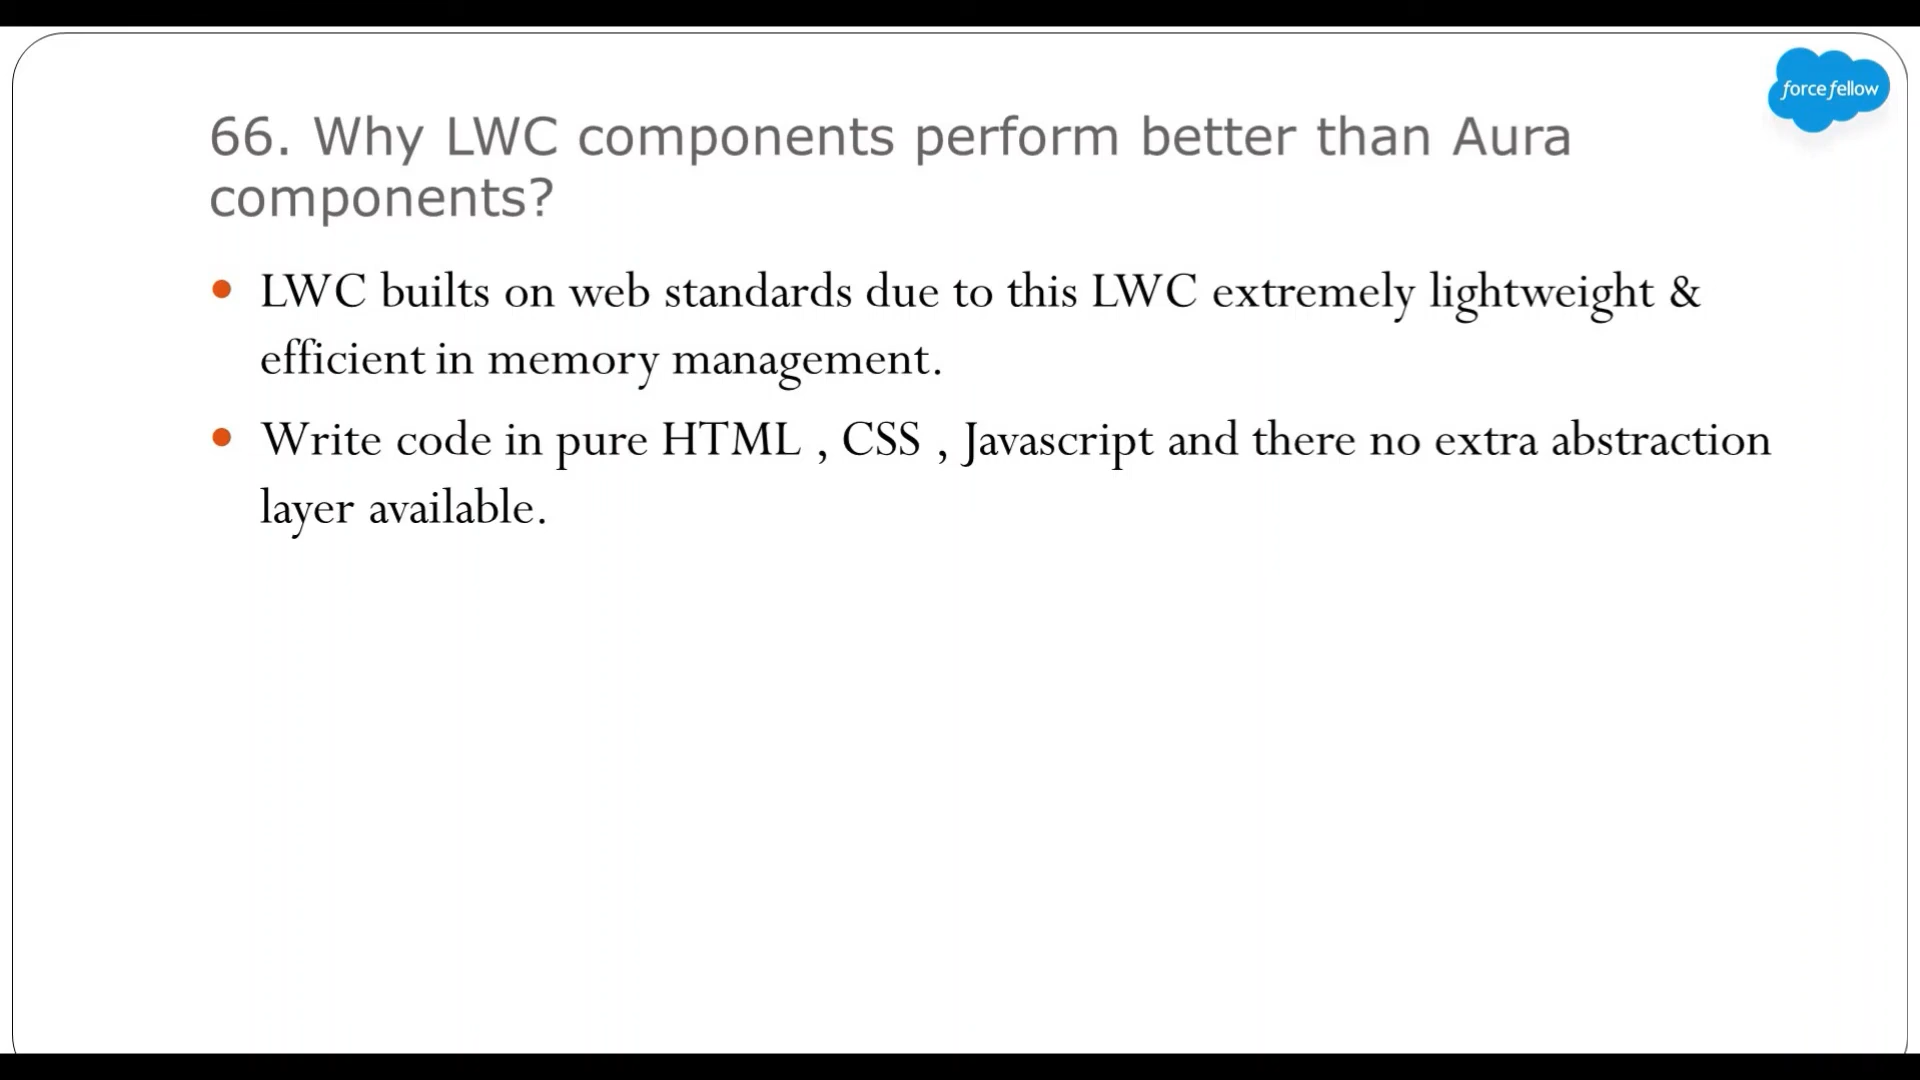 force fellow
66. Why LWC components perform better than Aura
components?
• LWC builts on web standards due to this LWC extremely lightweight &
efficient in memory management.
• Write code in pure HTML , CSS , Javascript and there no extra abstraction
layer available.